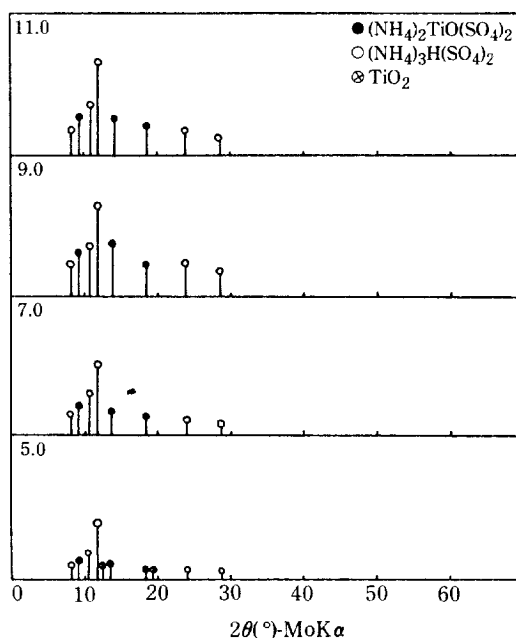 11.0
● (NH₄)₂TiO(SO₄)₂
○ (NH₄)₃H(SO₄)₂
⊗ TiO₂
9.0
7.0
5.0
0 10 20 30 40 50 60
2θ(°)-MoKα